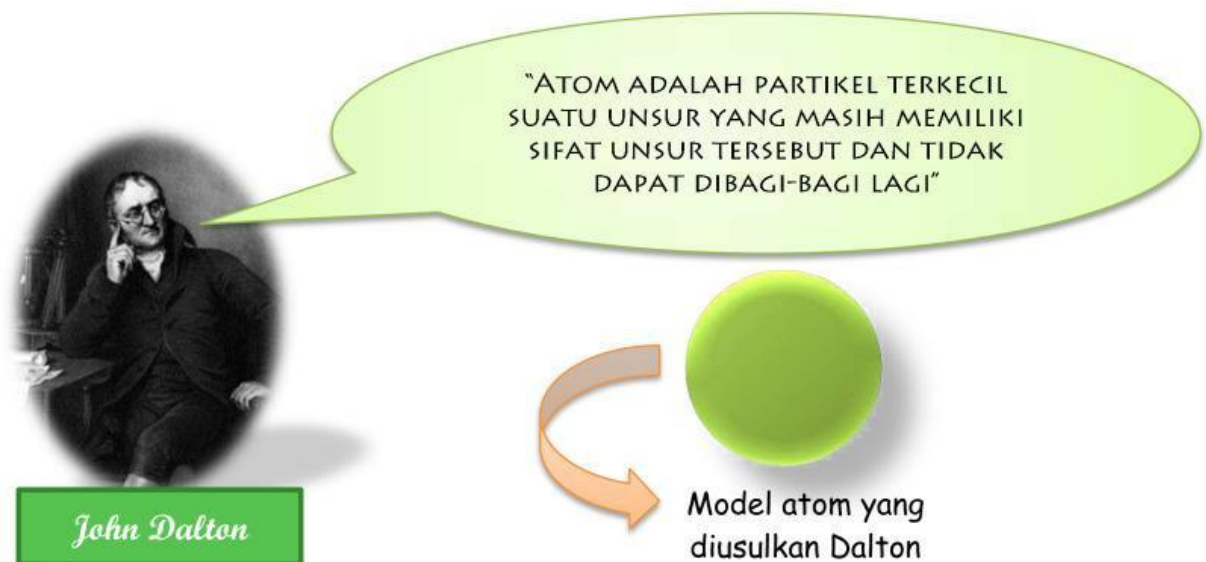 "ATOM ADALAH PARTIKEL TERKECIL
SUATU UNSUR YANG MASIH MEMILIKI
SIFAT UNSUR TERSEBUT DAN TIDAK
DAPAT DIBAGI-BAGI LAGI"
John Dalton
Model atom yang
diusulkan Dalton